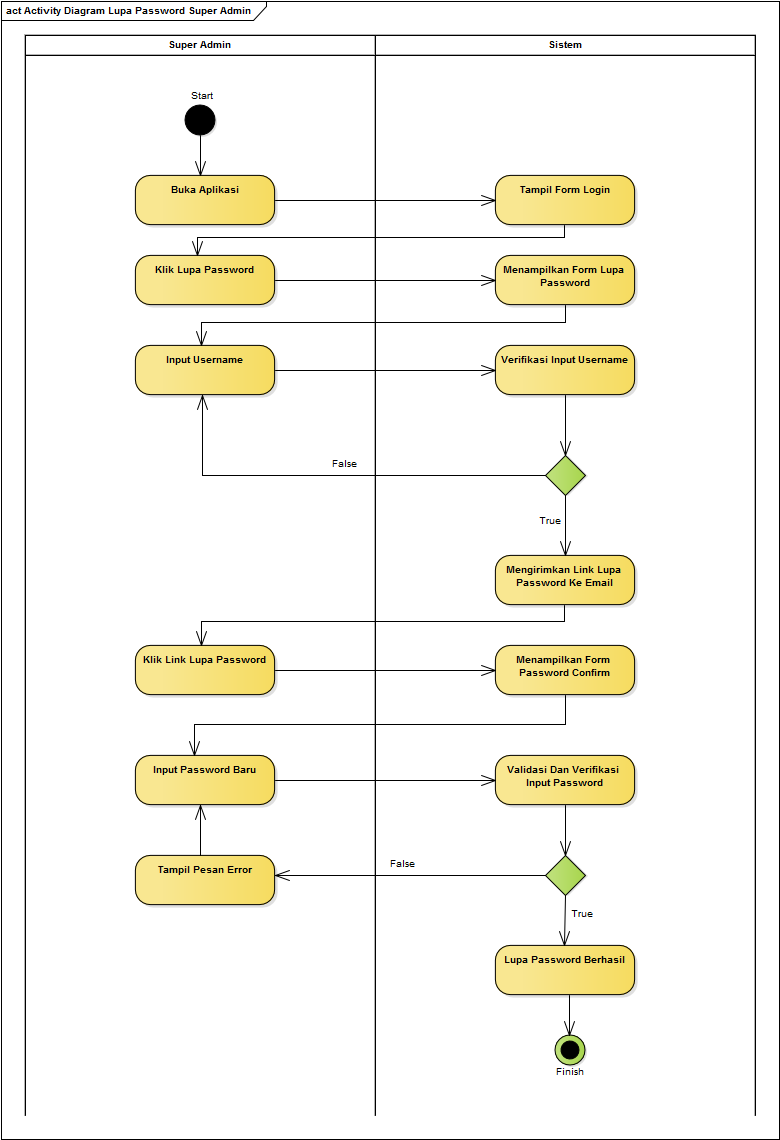 act Activity Diagram Lupa Password Super Admin
Super Admin
Sistem
Start
Buka Aplikasi
Tampil Form Login
Klik Lupa Password
Menampilkan Form Lupa
Password
Input Username
Verifikasi Input Username
False
True
Mengirimkan Link Lupa
Password Ke Email
Klik Link Lupa Password
Menampilkan Form
Password Confirm
Input Password Baru
Validasi Dan Verifikasi
Input Password
Tampil Pesan Error
False
True
Lupa Password Berhasil
Finish